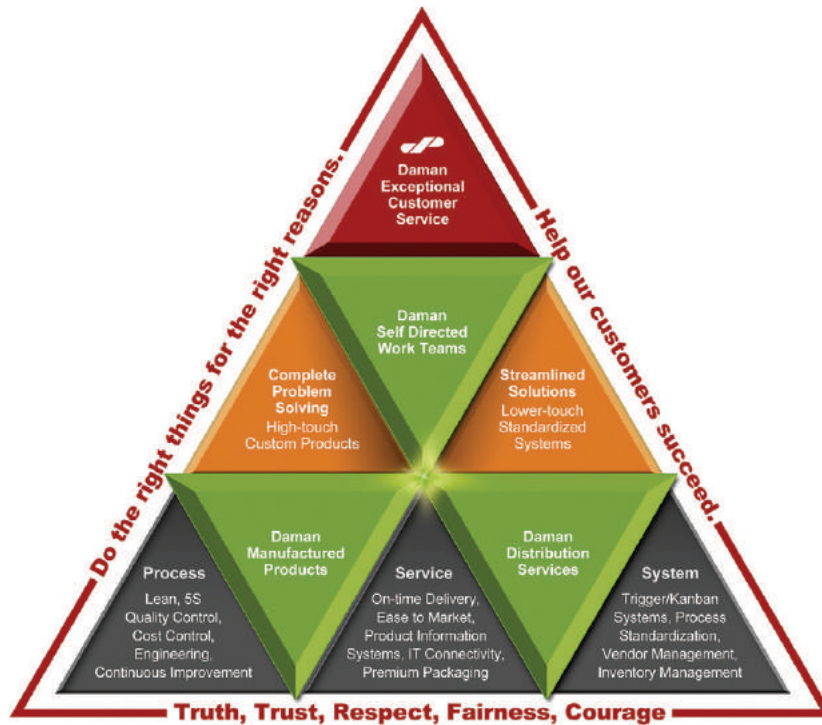 Do the right things for the right reasons.
Help our customers succeed.
Daman
Exceptional
Customer
Service
Daman
Self Directed
Work Teams
Complete
Problem
Solving
High-touch
Custom Products
Streamlined
Solutions
Lower-touch
Standardized
Systems
Daman
Manufactured
Products
Daman
Distribution
Services
Process
Lean, 5S
Quality Control,
Cost Control,
Engineering,
Continuous Improvement
Service
On-time Delivery,
Ease to Market,
Product Information
Systems, IT Connectivity,
Premium Packaging
System
Trigger/Kanban
Systems, Process
Standardization,
Vendor Management,
Inventory Management
Truth, Trust, Respect, Fairness, Courage